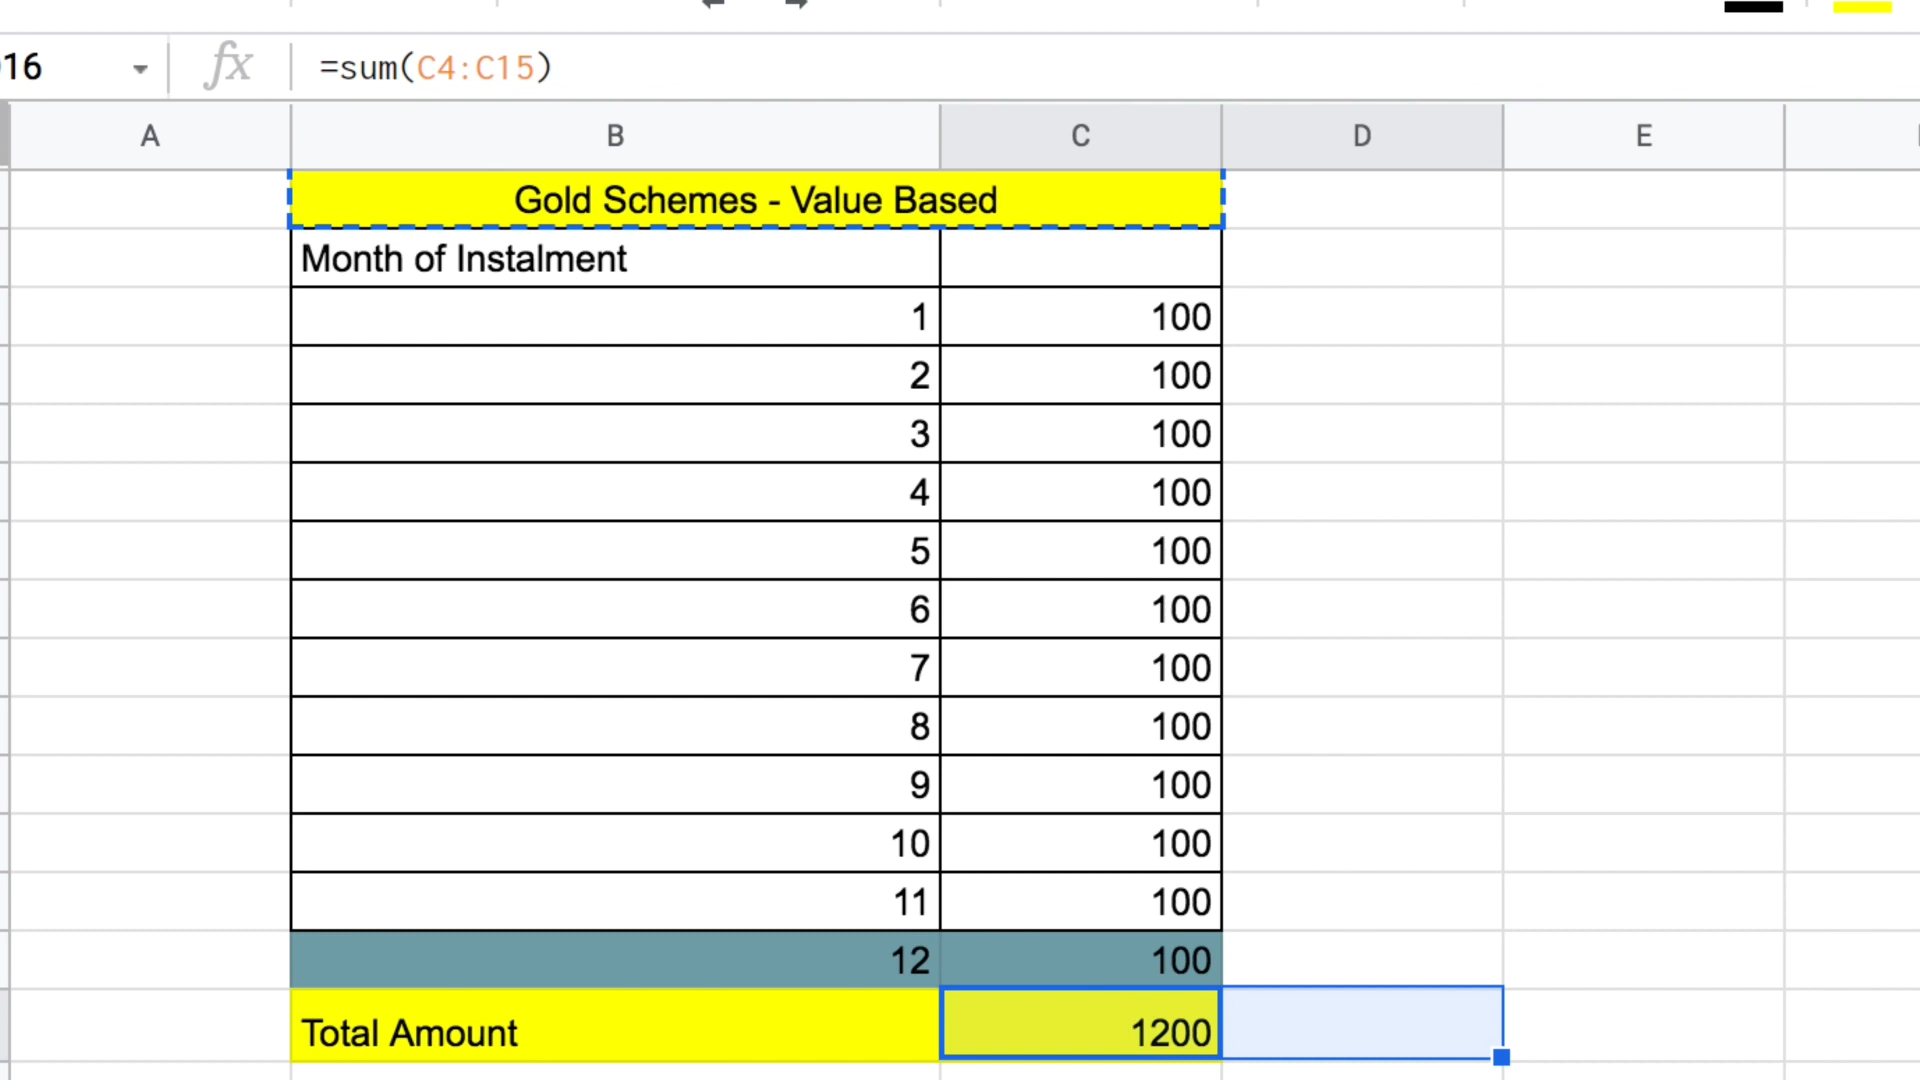 16 fx =sum(C4:C15)
A B C D E
Gold Schemes - Value Based
Month of Instalment
1 100
2 100
3 100
4 100
5 100
6 100
7 100
8 100
9 100
10 100
11 100
12 100
Total Amount 1200